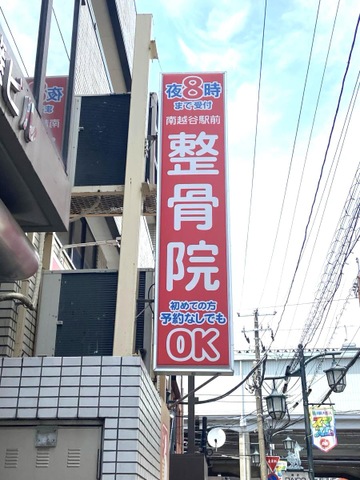 夜8時
まで受付
南越谷駅前
整骨院
初めての方
予約なしでも
OK